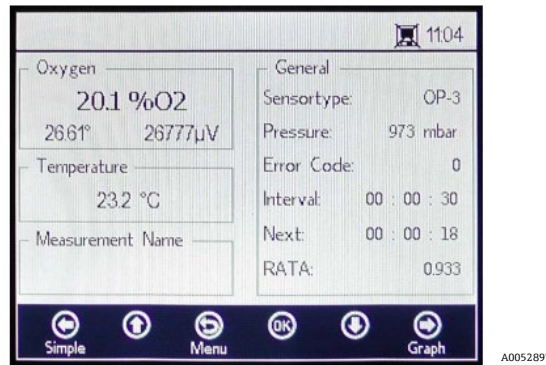 11:04
Oxygen
20.1 %O2
26.61° 26777µV
Temperature
23.2 °C
Measurement Name
General
Sensortype: OP-3
Pressure: 973 mbar
Error Code: 0
Interval: 00 : 00 : 30
Next: 00 : 00 : 18
RATA: 0.933
Simple
Menu
OK
Graph
A005289